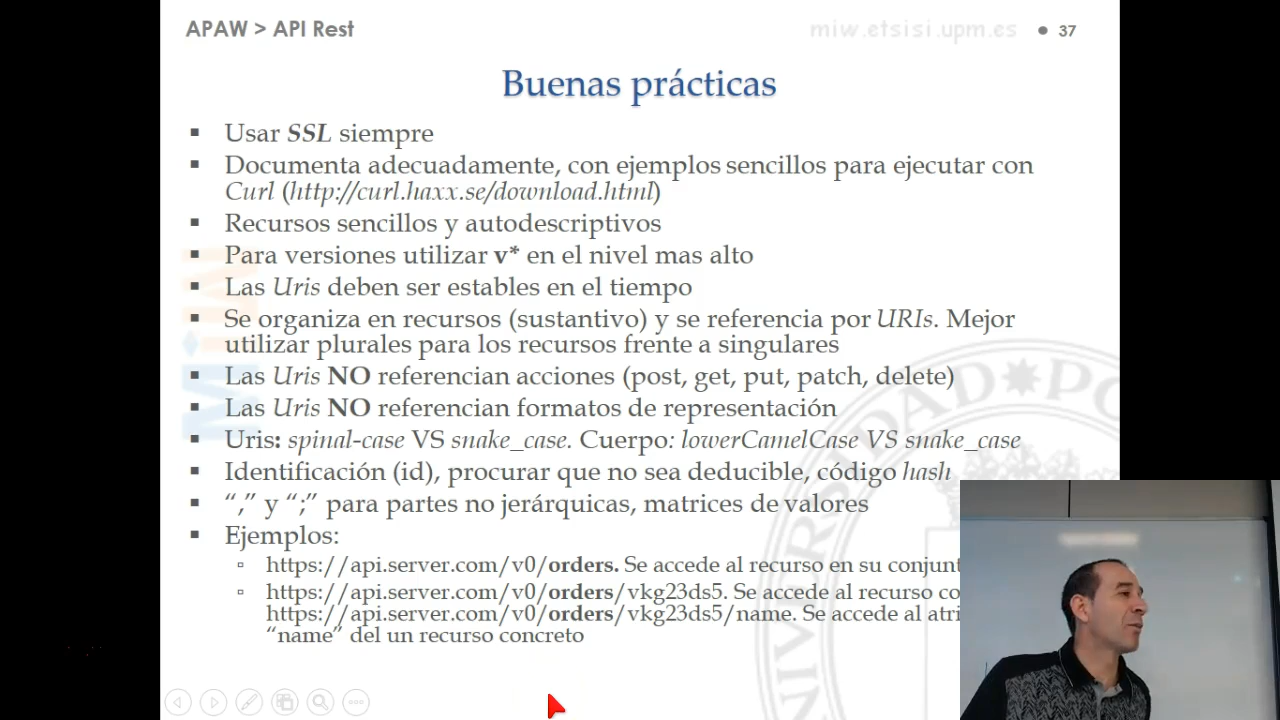 APAW > API Rest
miw.etsisi.upm.es
37
Buenas prácticas
Usar SSL siempre
Documenta adecuadamente, con ejemplos sencillos para ejecutar con
Curl (http://curl.haxx.se/download.html)
Recursos sencillos y autodescriptivos
Para versiones utilizar v* en el nivel mas alto
Las Uris deben ser estables en el tiempo
Se organiza en recursos (sustantivo) y se referencia por URIs. Mejor
utilizar plurales para los recursos frente a singulares
Las Uris NO referencian acciones (post, get, put, patch, delete)
Las Uris NO referencian formatos de representación
Uris: spinal-case VS snake_case. Cuerpo: lowerCamelCase VS snake_case
Identificación (id), procurar que no sea deducible, código hash
“,” y “;” para partes no jerárquicas, matrices de valores
Ejemplos:
https://api.server.com/v0/orders. Se accede al recurso en su conjunt
https://api.server.com/v0/orders/vkg23ds5. Se accede al recurso co
https://api.server.com/v0/orders/vkg23ds5/name. Se accede al atri
“name” del un recurso concreto
MiW
UNIVERSIDAD PO